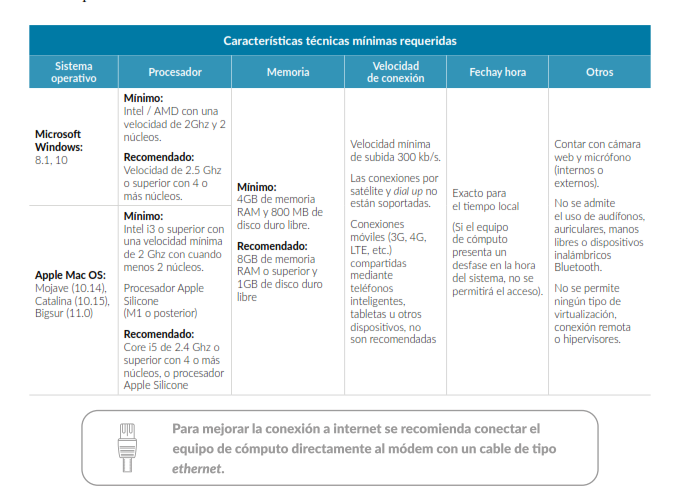 Características técnicas mínimas requeridas
Sistema
operativo
Procesador
Memoria
Velocidad
de conexión
Fechay hora
Otros
Microsoft
Windows:
8.1, 10
Mínimo:
Intel / AMD con una
velocidad de 2Ghz y 2
núcleos.
Recomendado:
Velocidad de 2.5 Ghz
o superior con 4 o
más núcleos.
Apple Mac OS:
Mojave (10.14),
Catalina (10.15),
Bigsur (11.0)
Mínimo:
Intel i3 o superior con
una velocidad mínima
de 2 Ghz con cuando
menos 2 núcleos.
Procesador Apple
Silicone
(M1 o posterior)
Recomendado:
Core i5 de 2.4 Ghz o
superior con 4 o más
núcleos, o procesador
Apple Silicone
Mínimo:
4GB de memoria
RAM y 800 MB de
disco duro libre.
Recomendado:
8GB de memoria
RAM o superior y
1GB de disco duro
libre
Velocidad mínima
de subida 300 kb/s.
Las conexiones por
satélite y dial up no
están soportadas.
Conexiones
móviles (3G, 4G,
LTE, etc.)
compartidas
mediante
teléfonos
inteligentes,
tabletas u otros
dispositivos, no
son recomendadas
Exacto para
el tiempo local
(Si el equipo
de cómputo
presenta un
desfase en la hora
del sistema, no se
permitirá el acceso).
Contar con cámara
web y micrófono
(internos o
externos).
No se admite
el uso de audífonos,
auriculares, manos
libres o dispositivos
inalámbricos
Bluetooth.
No se permite
ningún tipo de
virtualización,
conexión remota
o hipervisores.
Para mejorar la conexión a internet se recomienda conectar el
equipo de cómputo directamente al módem con un cable de tipo
ethernet.